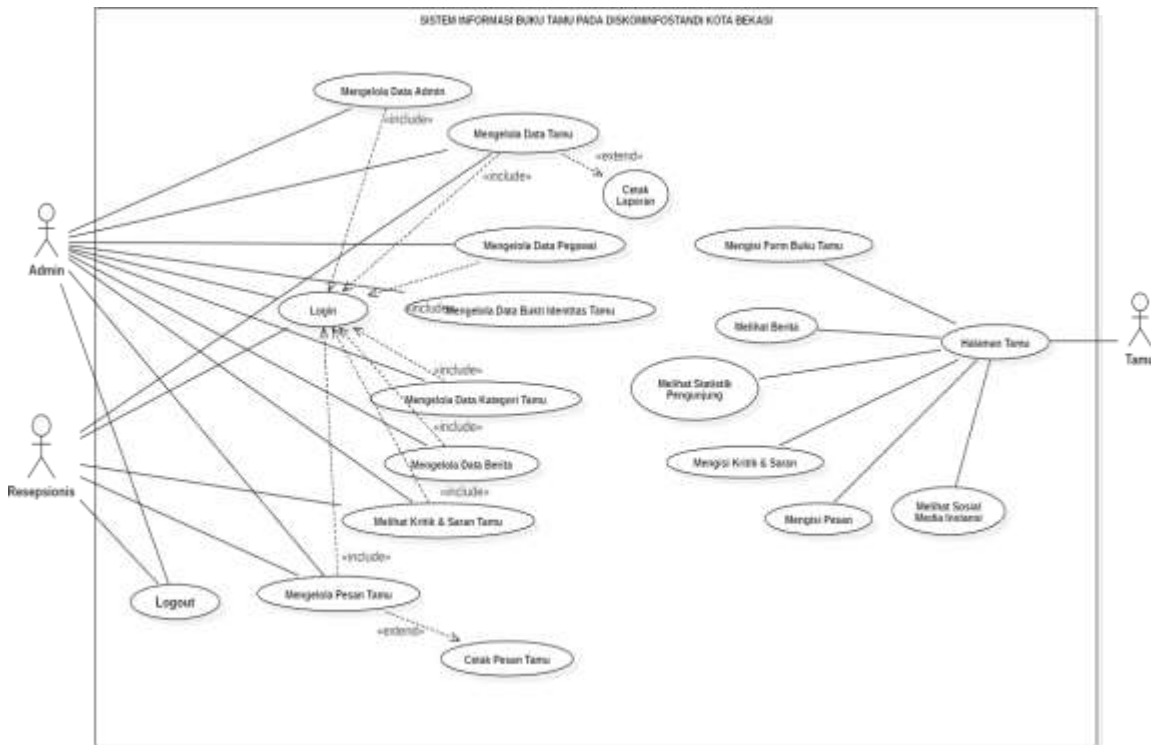 SISTEM INFORMASI BUKU TAMU PADA DISKOMINFOSTANDI KOTA BEKASI
Mengelola Data Admin
«include»
Mengelola Data Tamu
«include»
«extend»
Cetak
Laporan
Admin
Mengelola Data Pegawai
Mengisi Form Buku Tamu
Login
«include»
Mengelola Data Bukti Identitas Tamu
Melihat Berita
Halaman Tamu
Tamu
«include»
Melihat Statistik
Pengunjung
Mengelola Data Kategori Tamu
«include»
Mengelola Data Berita
Mengisi Kritik & Saran
Resepsionis
«include»
Melihat Kritik & Saran Tamu
Mengisi Pesan
Melihat Sosial
Media Instansi
«include»
Mengelola Pesan Tamu
Logout
«extend»
Cetak Pesan Tamu